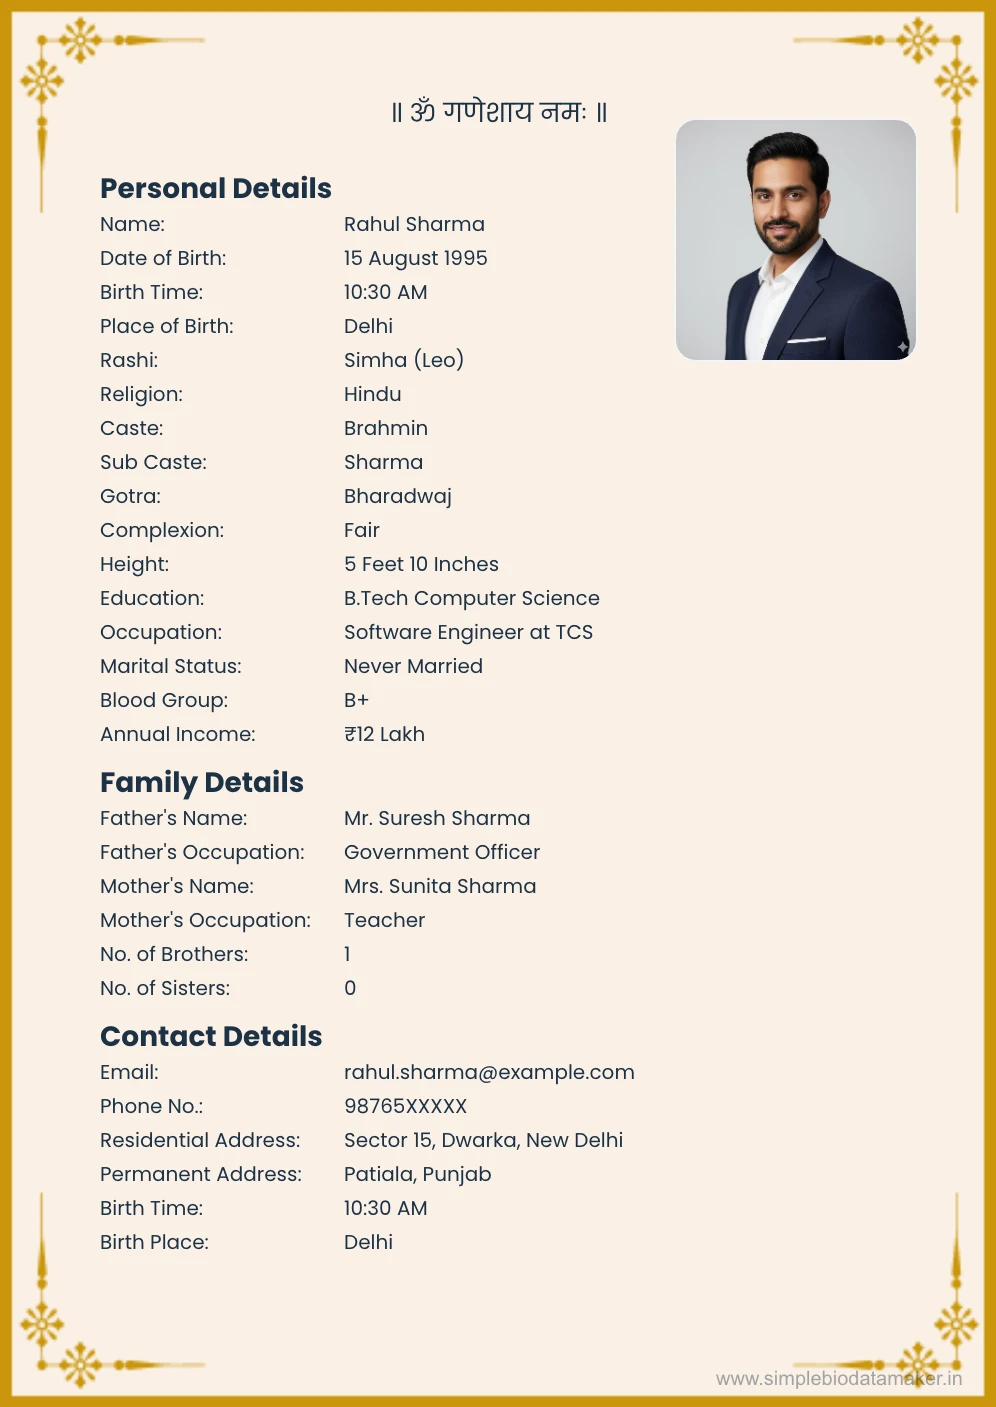 ॥ ॐ गणेशाय नमः ॥
Personal Details
Name: Rahul Sharma
Date of Birth: 15 August 1995
Birth Time: 10:30 AM
Place of Birth: Delhi
Rashi: Simha (Leo)
Religion: Hindu
Caste: Brahmin
Sub Caste: Sharma
Gotra: Bharadwaj
Complexion: Fair
Height: 5 Feet 10 Inches
Education: B.Tech Computer Science
Occupation: Software Engineer at TCS
Marital Status: Never Married
Blood Group: B+
Annual Income: ₹12 Lakh
Family Details
Father's Name: Mr. Suresh Sharma
Father's Occupation: Government Officer
Mother's Name: Mrs. Sunita Sharma
Mother's Occupation: Teacher
No. of Brothers: 1
No. of Sisters: 0
Contact Details
Email: rahul.sharma@example.com
Phone No.: 98765XXXXX
Residential Address: Sector 15, Dwarka, New Delhi
Permanent Address: Patiala, Punjab
Birth Time: 10:30 AM
Birth Place: Delhi
www.simplebiodatamaker.in